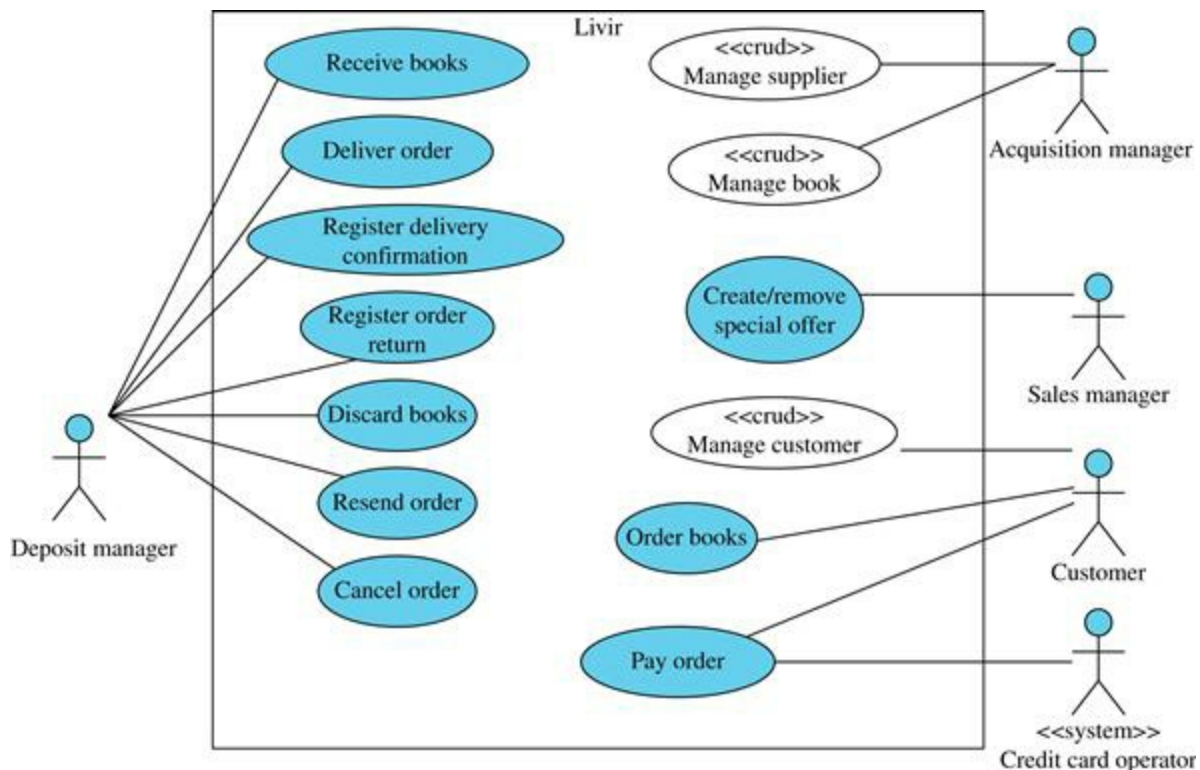 Livir
Receive books
Deliver order
Register delivery
confirmation
Register order
return
Discard books
Resend order
Cancel order
Deposit manager
<<crud>>
Manage supplier
<<crud>>
Manage book
Create/remove
special offer
<<crud>>
Manage customer
Order books
Pay order
Acquisition manager
Sales manager
Customer
<<system>>
Credit card operator